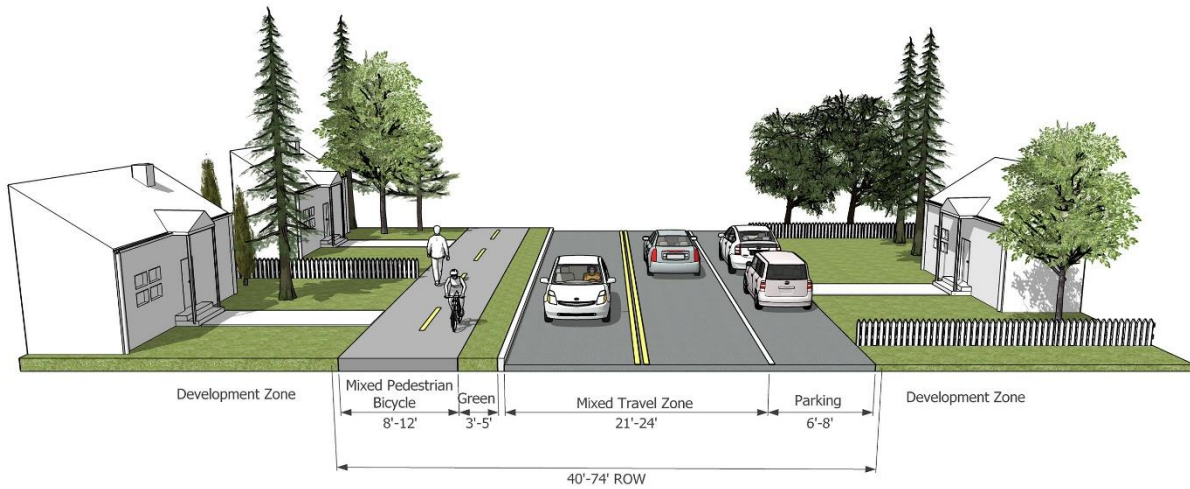 Development Zone
Mixed Pedestrian
Bicycle
8'-12'
Green
3'-5'
Mixed Travel Zone
21'-24'
Parking
6'-8'
Development Zone
40'-74' ROW